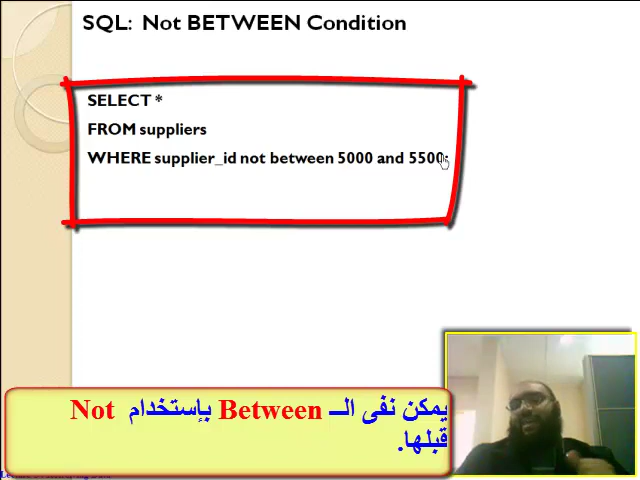 SQL: Not BETWEEN Condition
SELECT *
FROM suppliers
WHERE supplier_id not between 5000 and 5500;
يمكن نفى الــ Between بإستخدام Not
قبلها.